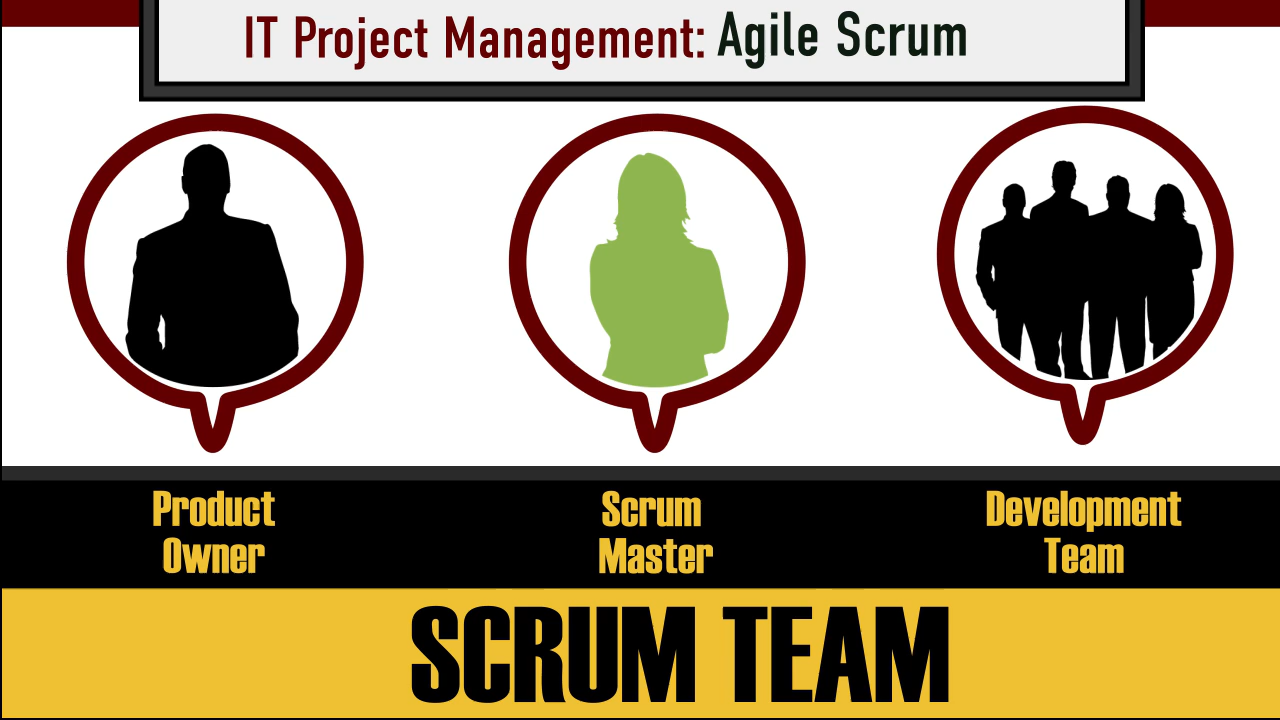 IT Project Management: Agile Scrum
Product
Owner
Scrum
Master
Development
Team
SCRUM TEAM